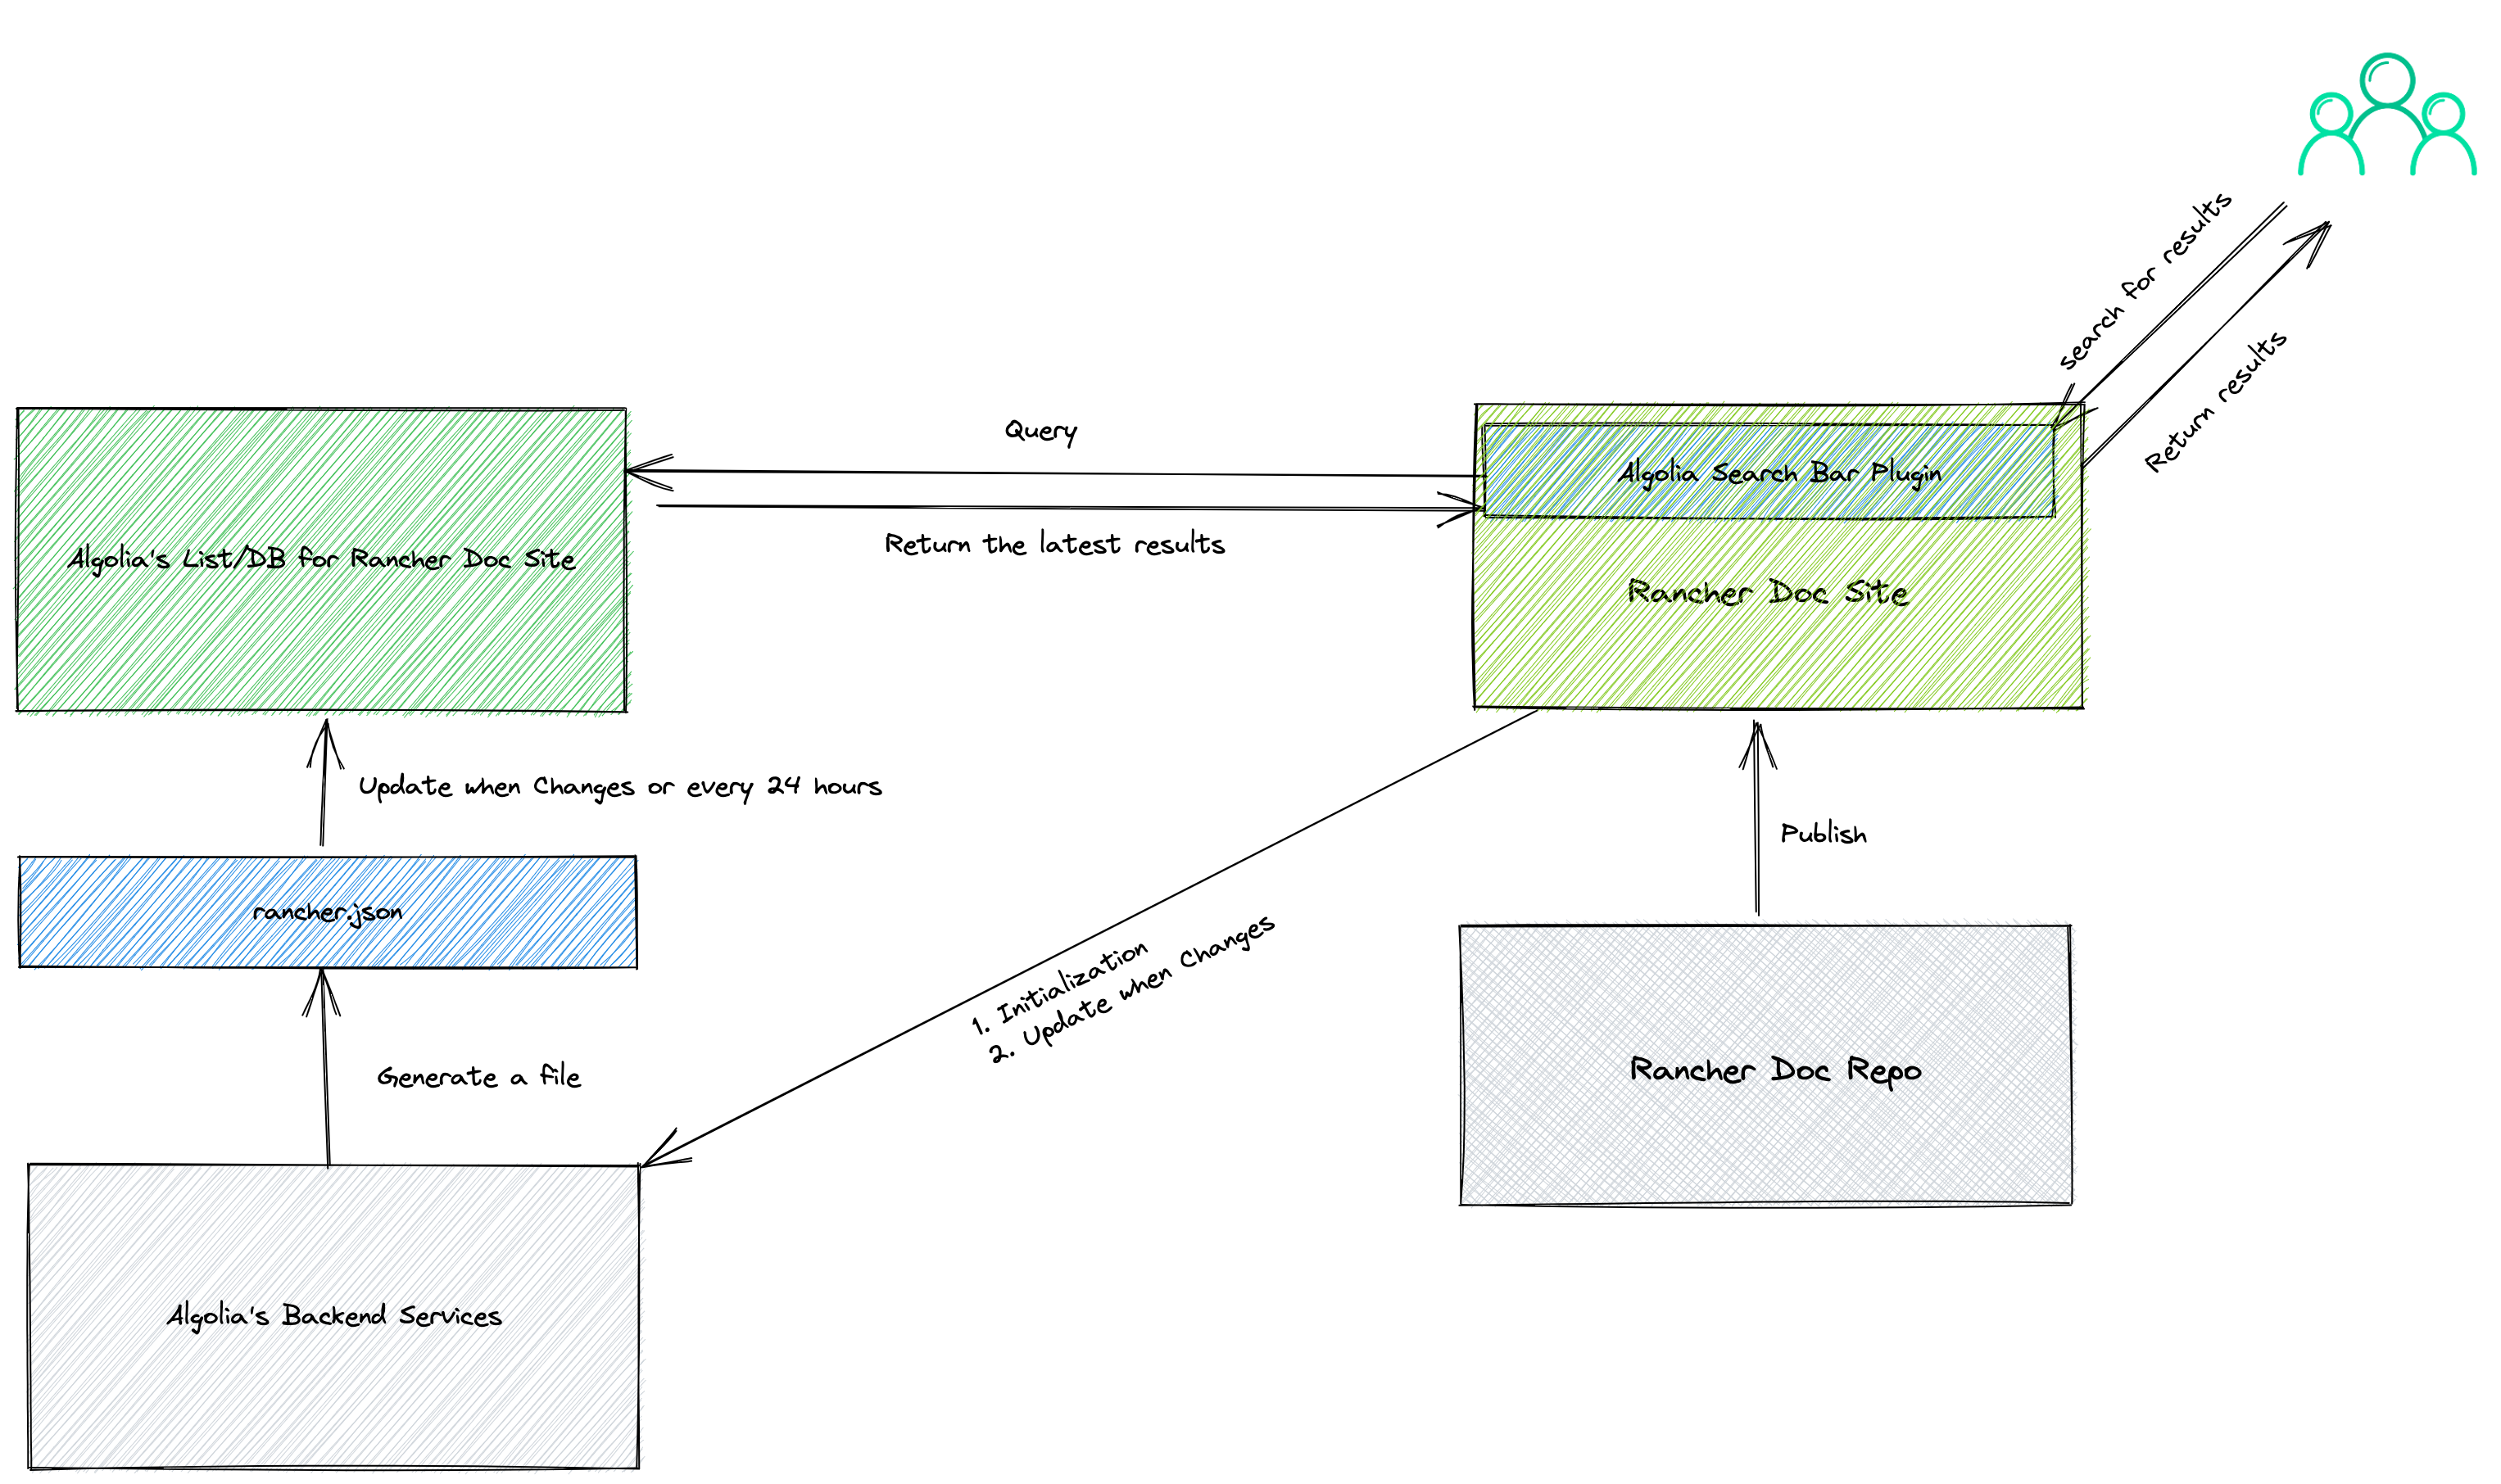 search for results
Return results
Query
Algolia Search Bar Plugin
Return the latest results
Algolia's List/DB for Rancher Doc Site
Rancher Doc Site
Update when Changes or every 24 hours
Publish
rancher.json
1. Initialization
2. Update when Changes
Generate a file
Rancher Doc Repo
Algolia's Backend Services